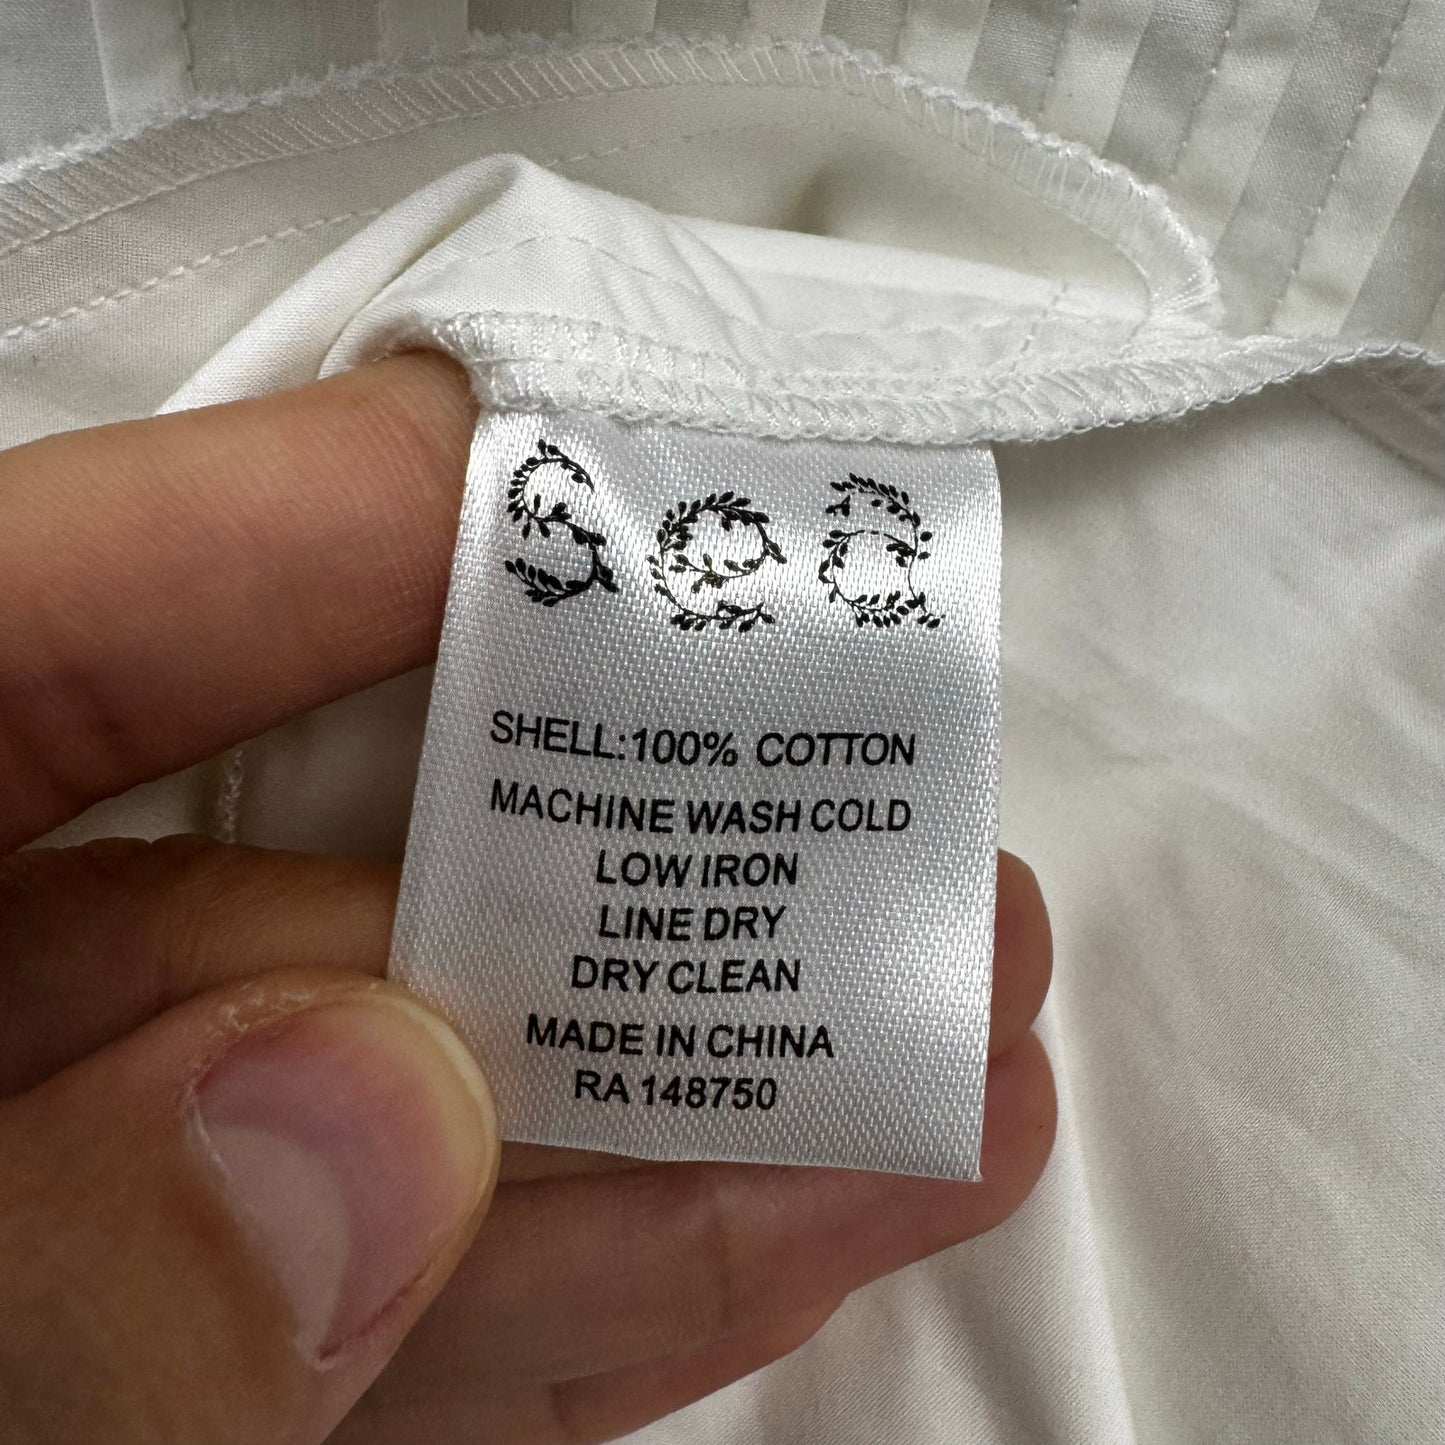 Sea
SHELL:100% COTTON
MACHINE WASH COLD
LOW IRON
LINE DRY
DRY CLEAN
MADE IN CHINA
RA 148750